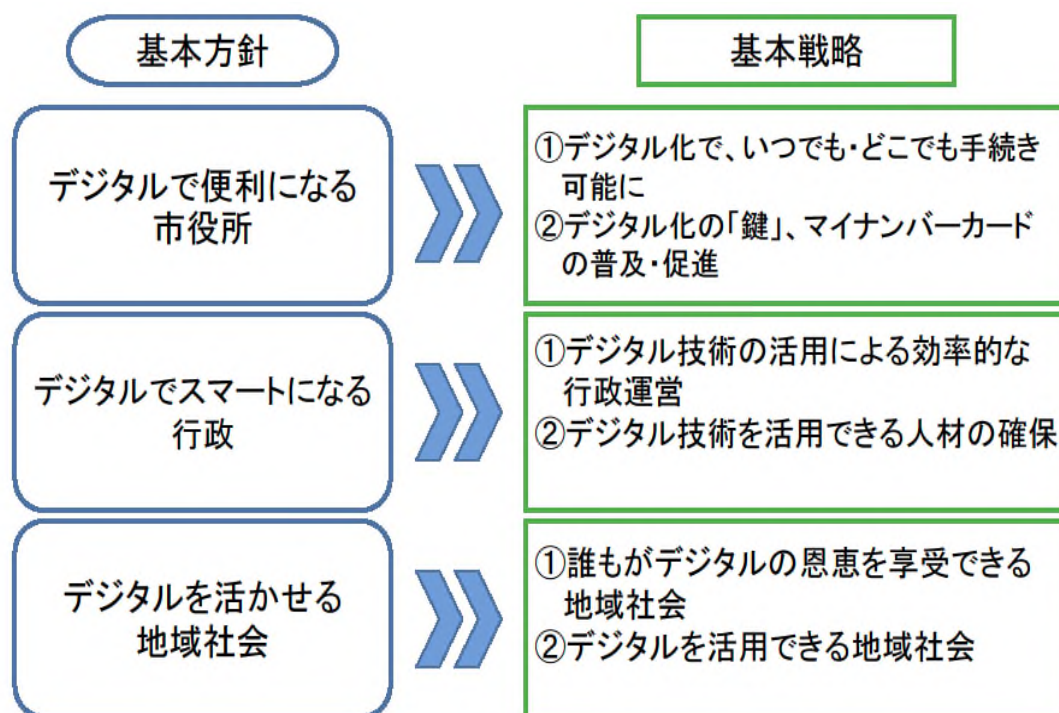 基本方針
基本戦略
デジタルで便利になる
市役所
①デジタル化で、いつでも・どこでも手続き
可能に
②デジタル化の「鍵」、マイナンバーカード
の普及・促進
デジタルでスマートになる
行政
①デジタル技術の活用による効率的な
行政運営
②デジタル技術を活用できる人材の確保
デジタルを活かせる
地域社会
①誰もがデジタルの恩恵を享受できる
地域社会
②デジタルを活用できる地域社会